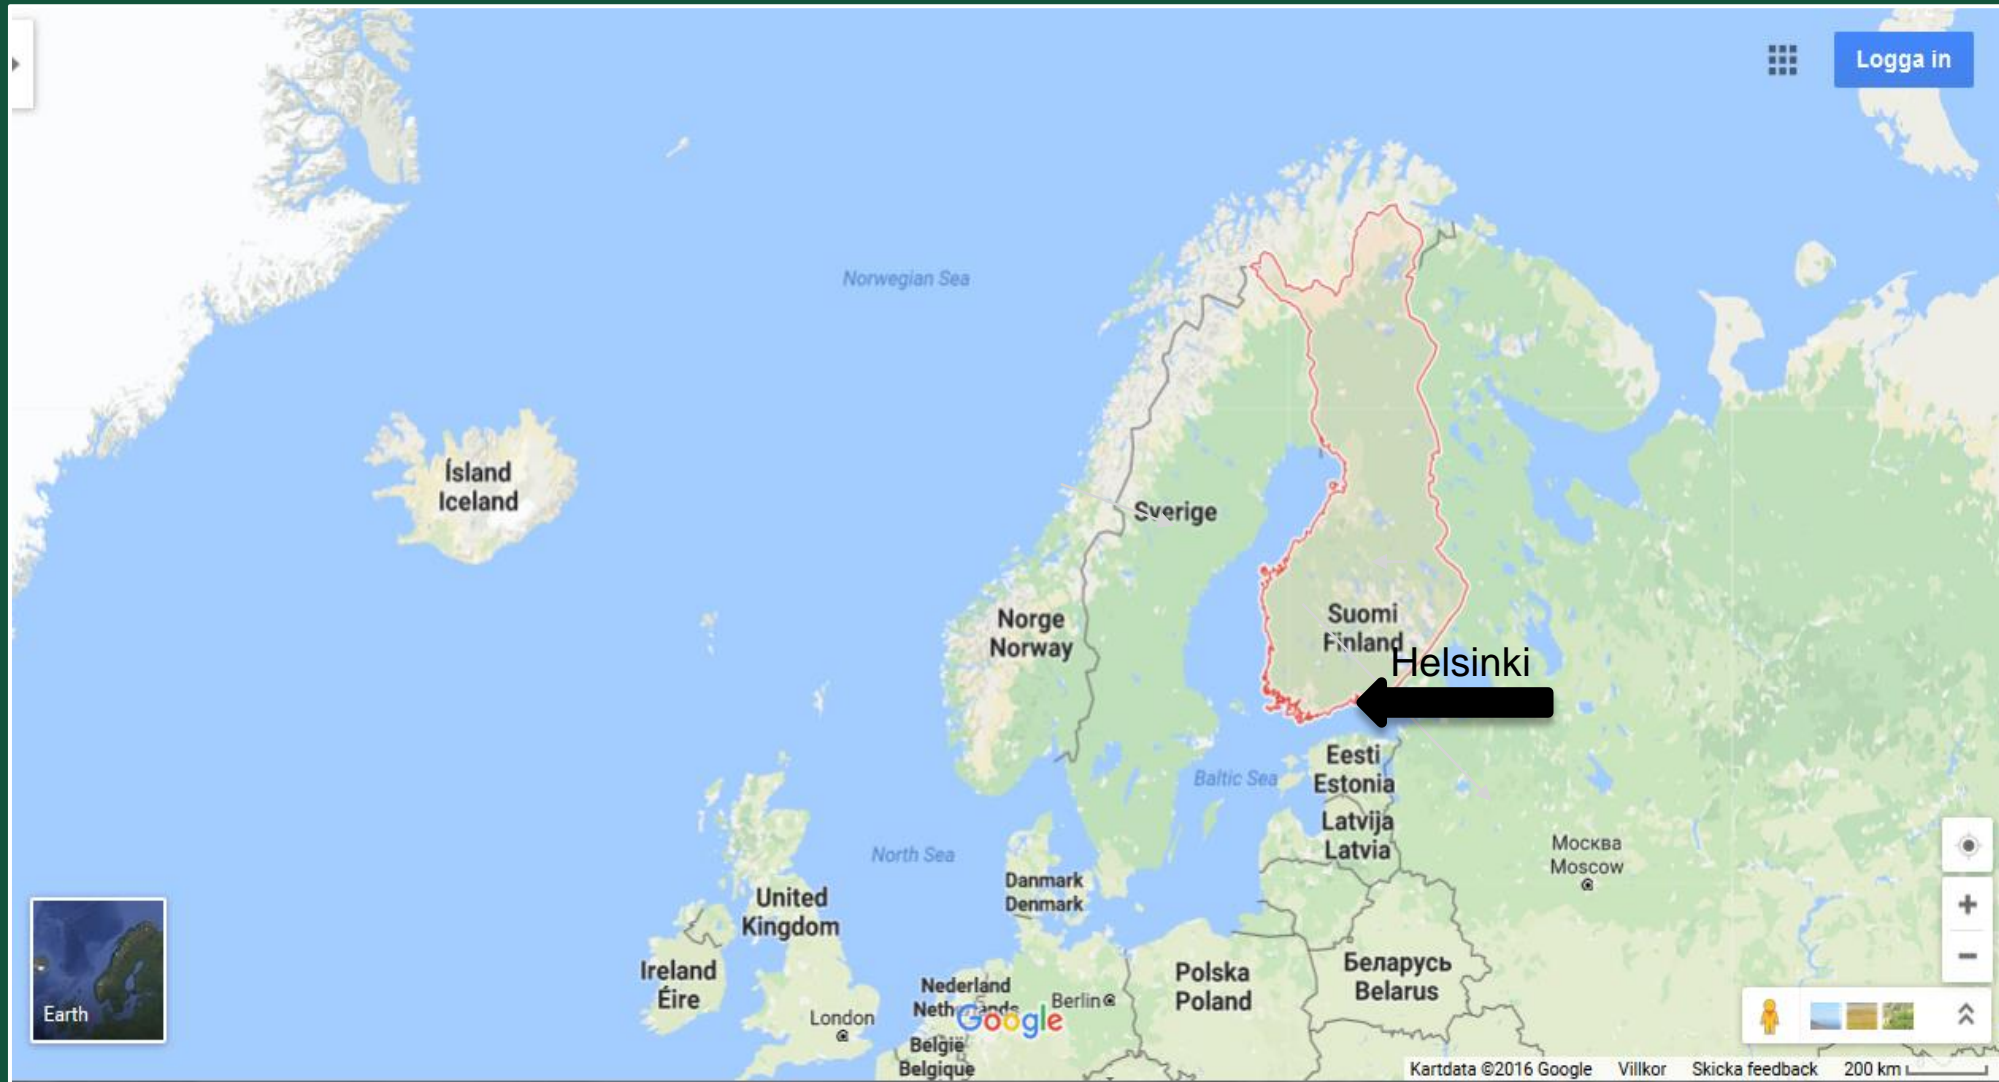 Logga in
Norwegian Sea
Ísland
Iceland
Sverige
Suomi
Finland
Norge
Norway
Helsinki
Eesti
Estonia
Baltic Sea
Latvija
Latvia
Москва
Moscow
North Sea
Danmark
Denmark
United
Kingdom
Ireland
Éire
Polska
Poland
Беларусь
Belarus
Nederland
Netherlands
Berlin
Google
London
België
Belgique
Earth
Kartdata ©2016 Google Villkor Skicka feedback 200 km